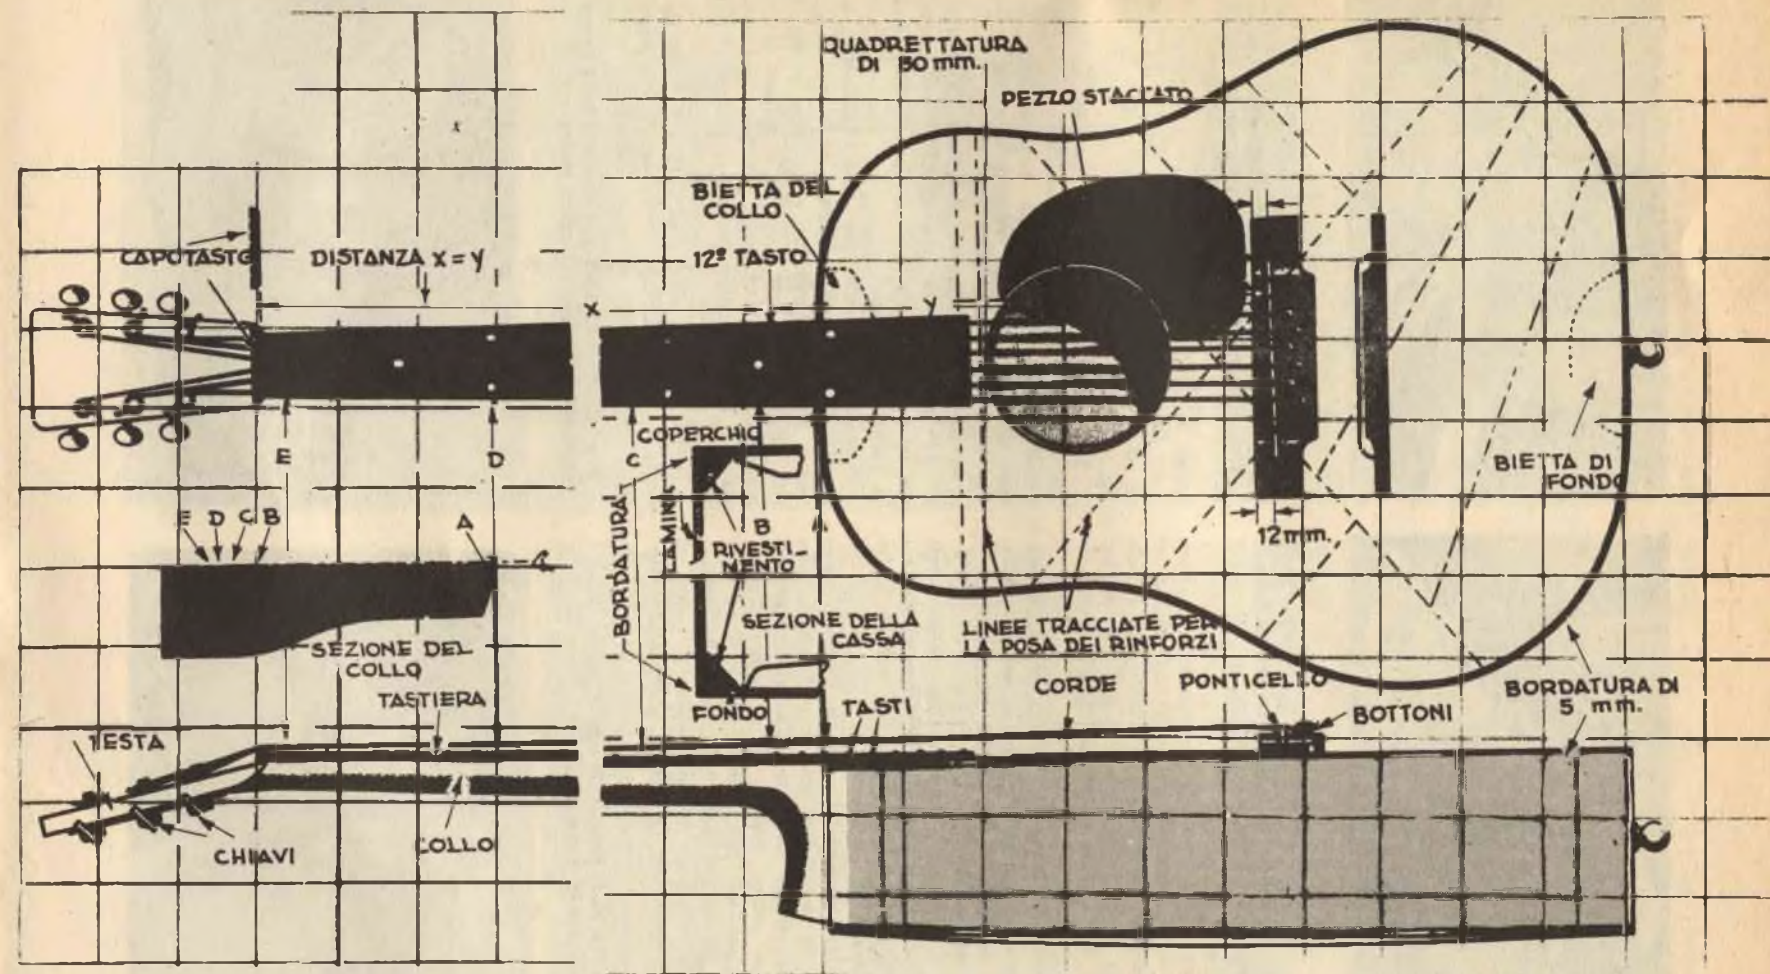 QUADRETTATURA
DI 50 mm.
PEZZO STACCATO
BIETTA DEL
COLLO
CAPOTASTO
DISTANZA x = y
12º TASTO
x
y
E
D
C
COPERCHIO
BIETTA DI
FONDO
E D C B
A
BORDATURA
LAMINE
B
RIVESTI-
MENTO
12 mm.
SEZIONE DEL
COLLO
SEZIONE DELLA
CASSA
LINEE TRACCIATE PER
LA POSA DEI RINFORZI
TASTIERA
FONDO
TASTI
CORDE
PONTICELLO
BOTTONI
BORDATURA DI
5 mm.
TESTA
CHIAVI
COLLO